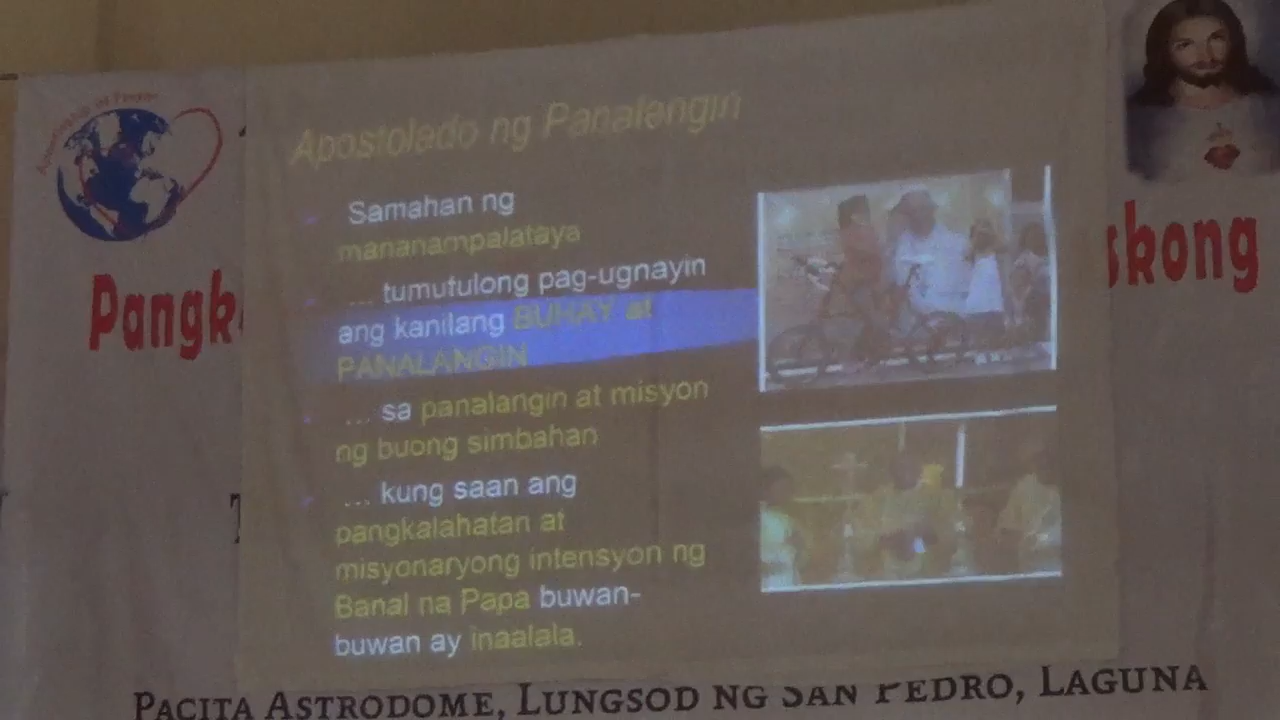 Apostolado ng Panalangin
Samahan ng
mananampalataya
... tumutulong pag-ugnayin
ang kanilang BUHAY at
PANALANGIN
... sa panalangin at misyon
ng buong simbahan
... kung saan ang
pangkalahatan at
misyonaryong intensyon ng
Banal na Papa buwan-
buwan ay inaalala.
Pangk
skong
PACITA ASTRODOME, LUNGSOD NG SAN PEDRO, LAGUNA